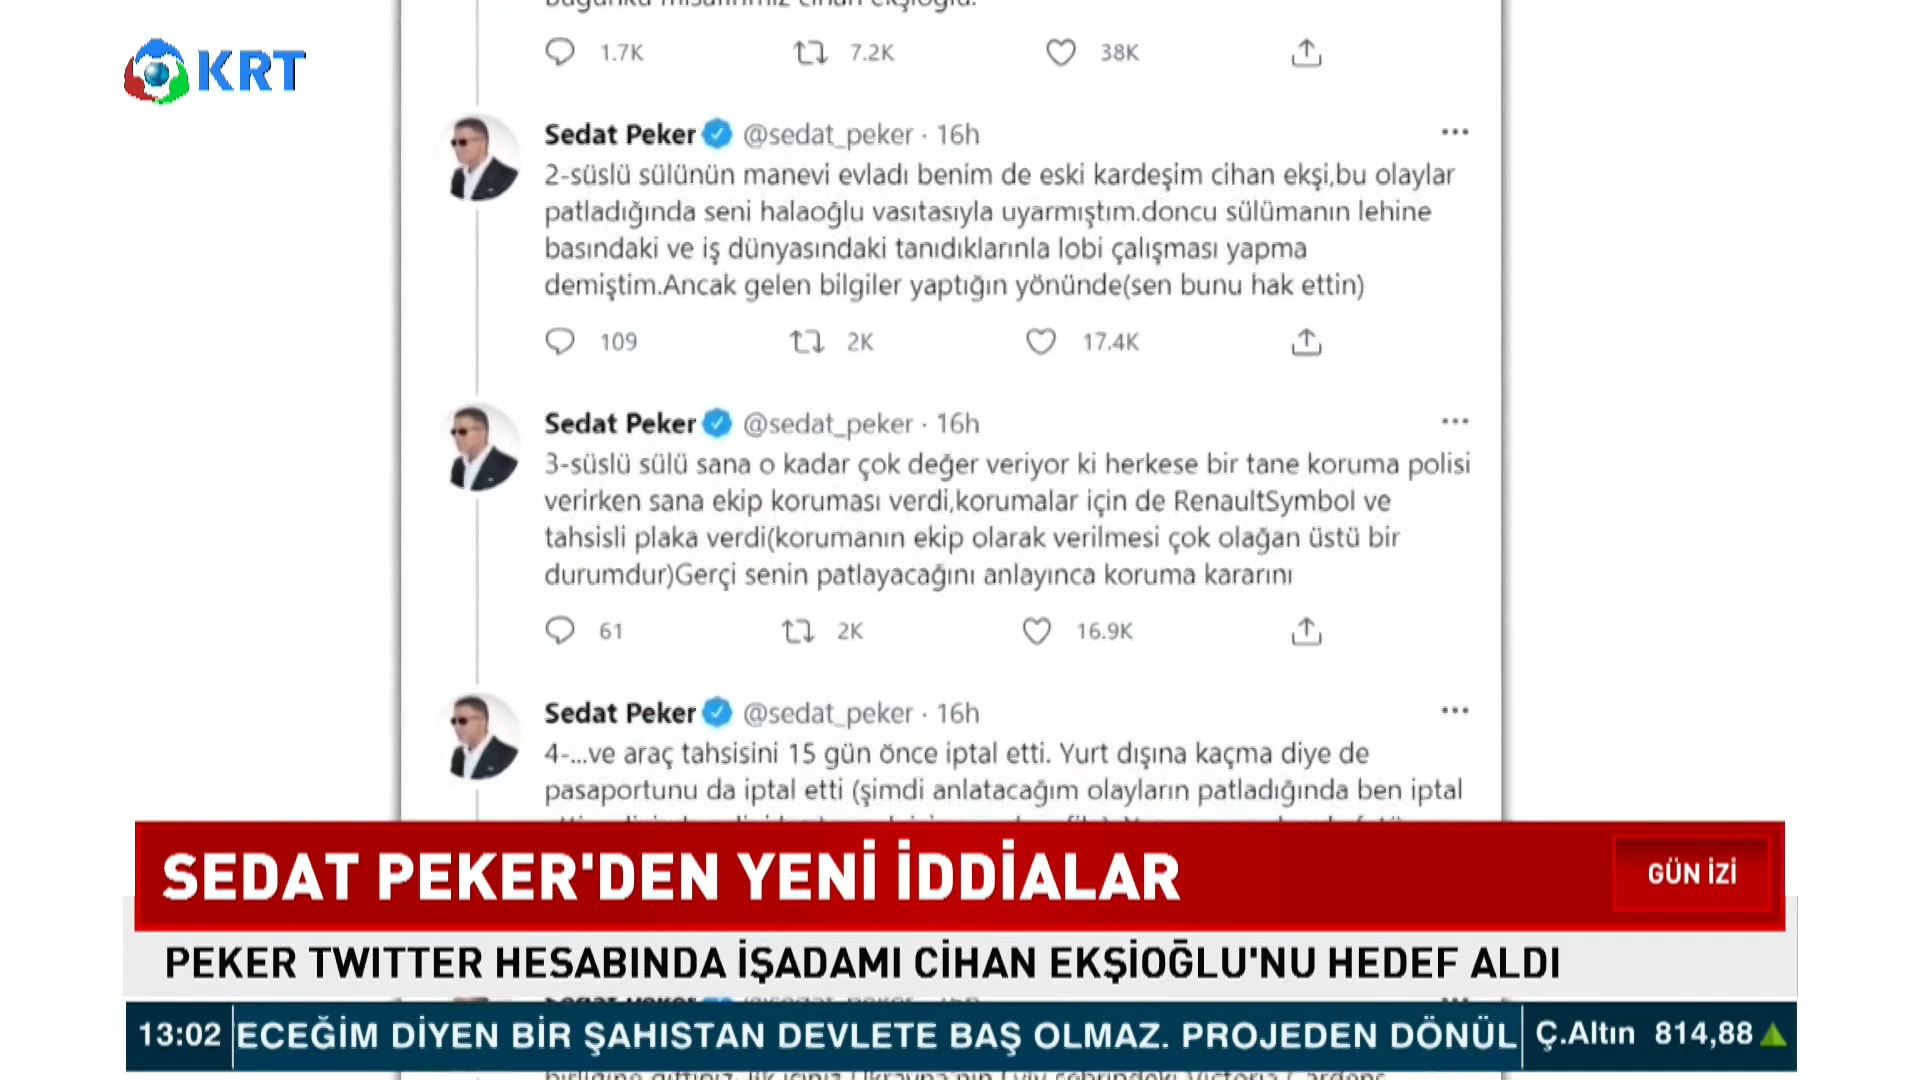 bugünkü misafirimiz cihan ekşioğlu.
1.7K 7.2K 38K
KRT
Sedat Peker @sedat_peker · 16h
2-süslü sülünün manevi evladı benim de eski kardeşim cihan ekşi,bu olaylar
patladığında seni halaoğlu vasıtasıyla uyarmıştım.doncu sülümanın lehine
basındaki ve iş dünyasındaki tanıdıklarınla lobi çalışması yapma
demiştim.Ancak gelen bilgiler yaptığın yönünde(sen bunu hak ettin)
109 2K 17.4K
Sedat Peker @sedat_peker · 16h
3-süslü sülü sana o kadar çok değer veriyor ki herkese bir tane koruma polisi
verirken sana ekip koruması verdi,korumalar için de RenaultSymbol ve
tahsisli plaka verdi(korumanın ekip olarak verilmesi çok olağan üstü bir
durumdur)Gerçi senin patlayacağını anlayınca koruma kararını
61 2K 16.9K
Sedat Peker @sedat_peker · 16h
4-...ve araç tahsisini 15 gün önce iptal etti. Yurt dışına kaçma diye de
pasaportunu da iptal etti (şimdi anlatacağım olayların patladığında ben iptal
SEDAT PEKER'DEN YENİ İDDİALAR
GÜN İZİ
PEKER TWITTER HESABINDA İŞADAMI CİHAN EKŞİOĞLU'NU HEDEF ALDI
Sedat Peker @sedat_peker · 16h
13:02 ECEĞİM DİYEN BİR ŞAHISTAN DEVLETE BAŞ OLMAZ. PROJEDEN DÖNÜL Ç.Altın 814,88